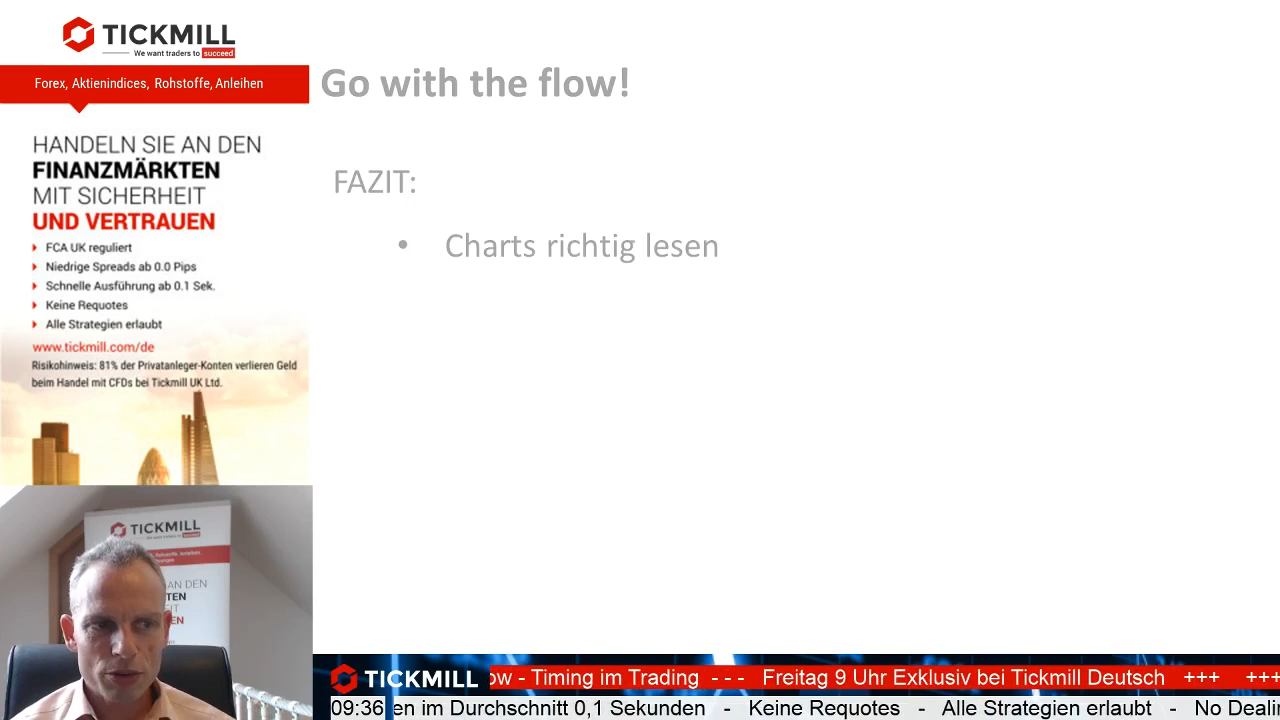 TICKMILL
We want traders to succeed
Forex, Aktienindices, Rohstoffe, Anleihen
HANDELN SIE AN DEN
FINANZMÄRKTEN
MIT SICHERHEIT
UND VERTRAUEN
FCA UK reguliert
Niedrige Spreads ab 0.0 Pips
Schnelle Ausführung ab 0.1 Sek.
Keine Requotes
Alle Strategien erlaubt
www.tickmill.com/de
Risikohinweis: 81% der Privatanleger-Konten verlieren Geld
beim Handel mit CFDs bei Tickmill UK Ltd.
Go with the flow!
FAZIT:
• Charts richtig lesen
TICKMILL
AN DEN
TICKMILL
ow - Timing im Trading - - - Freitag 9 Uhr Exklusiv bei Tickmill Deutsch +++ +++
09:36 en im Durchschnitt 0,1 Sekunden - Keine Requotes - Alle Strategien erlaubt - No Deali